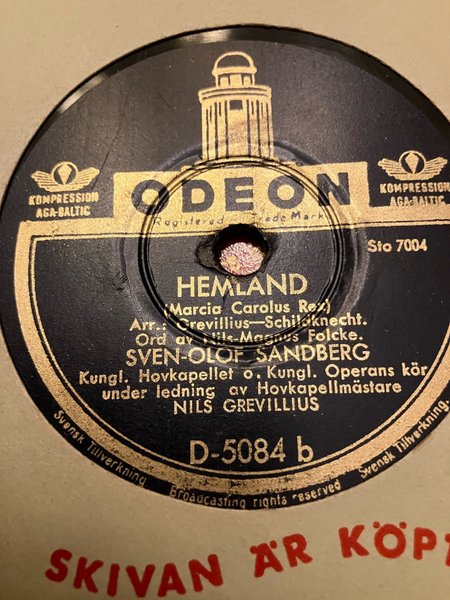 ODEON
Registered Trade Mark
KOMPRESSION
AGA-BALTIC
KOMPRESSION
AGA-BALTIC
Sto 7004
HEMLAND
(Marcia Carolus Rex)
Arr.: Grevillius-Schildknecht.
Ord av Nils-Magnus Folcke.
SVEN-OLOF SANDBERG
Kungl. Hovkapellet o. Kungl. Operans kör
under ledning av Hovkapellmästare
NILS GREVILLIUS
D-5084 b
Svensk Tillverkning. broadcasting rights reserved Svensk Tillverkning.
SKIVAN ÄR KÖPT